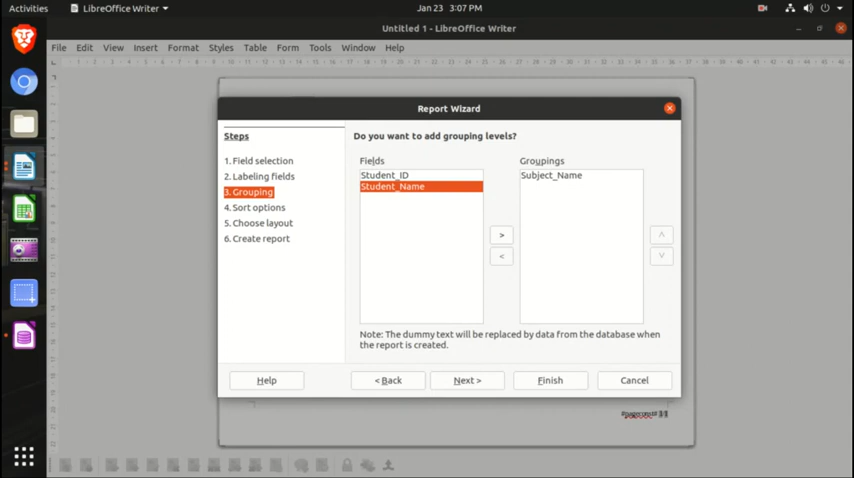 Activities
LibreOffice Writer
Jan 23 3:07 PM
Untitled 1 - LibreOffice Writer
File Edit View Insert Format Styles Table Form Tools Window Help
Report Wizard
Steps
Do you want to add grouping levels?
1. Field selection
2. Labeling fields
3. Grouping
4. Sort options
5. Choose layout
6. Create report
Fields
Student_ID
Student_Name
>
<
Groupings
Subject_Name
Note: The dummy text will be replaced by data from the database when
the report is created.
Help
< Back
Next >
Finish
Cancel